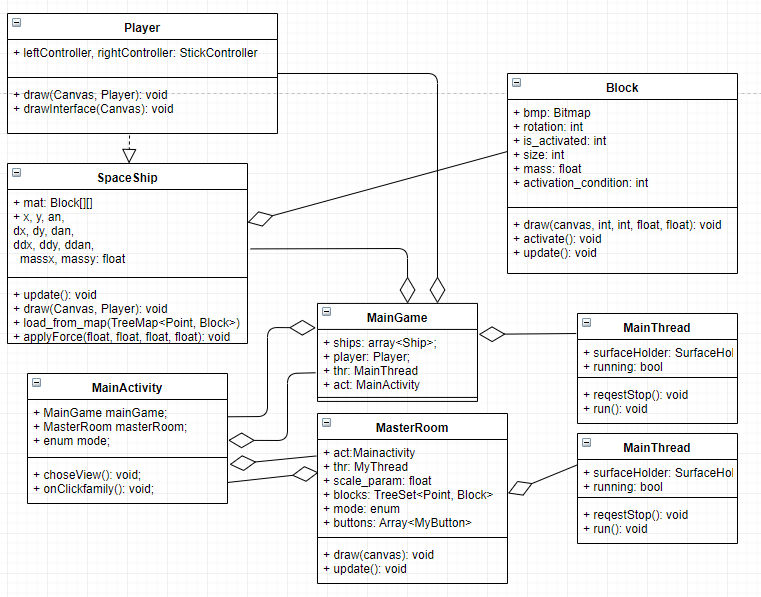 Player
+ leftController, rightController: StickController
+ draw(Canvas, Player): void
+ drawInterface(Canvas): void
Block
+ bmp: Bitmap
+ rotation: int
+ is_activated: int
+ size: int
+ mass: float
+ activation_condition: int
+ draw(canvas, int, int, float, float): void
+ activate(): void
+ update(): void
SpaceShip
+ mat: Block[][]
+ x, y, an,
dx, dy, dan,
ddx, ddy, ddan,
massx, massy: float
+ update(): void
+ draw(Canvas, Player): void
+ load_from_map(TreeMap<Point, Block>)
+ applyForce(float, float, float, float): void
MainGame
+ ships: array<Ship>;
+ player: Player;
+ thr: MainThread
+ act: MainActivity
MainThread
+ surfaceHolder: SurfaceHol
+ running: bool
+ reqestStop(): void
+ run(): void
MainActivity
+ MainGame mainGame;
+ MasterRoom masterRoom;
+ enum mode;
+ choseView(): void;
+ onClickfamily(): void;
MasterRoom
+ act:Mainactivity
+ thr: MyThread
+ scale_param: float
+ blocks: TreeSet<Point, Block>
+ mode: enum
+ buttons: Array<MyButton>
+ draw(canvas): void
+ update(): void
MainThread
+ surfaceHolder: SurfaceHol
+ running: bool
+ reqestStop(): void
+ run(): void